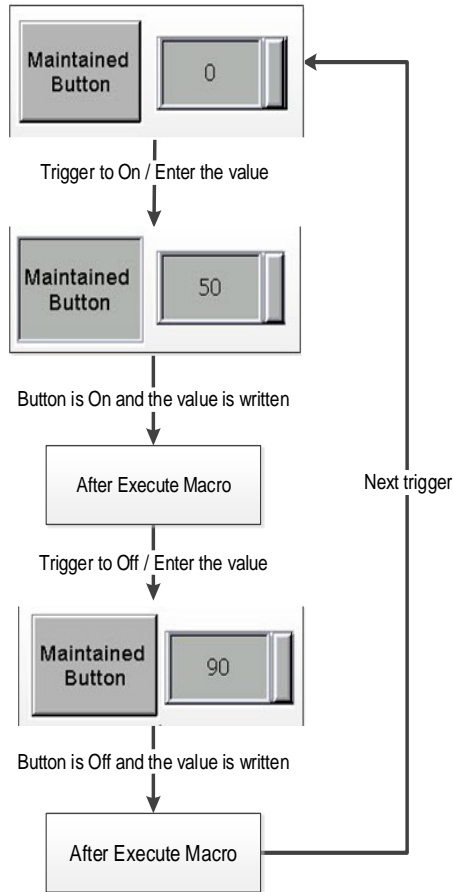 Maintained
Button
0
Trigger to On / Enter the value
Maintained
Button
50
Button is On and the value is written
After Execute Macro
Next trigger
Trigger to Off / Enter the value
Maintained
Button
90
Button is Off and the value is written
After Execute Macro